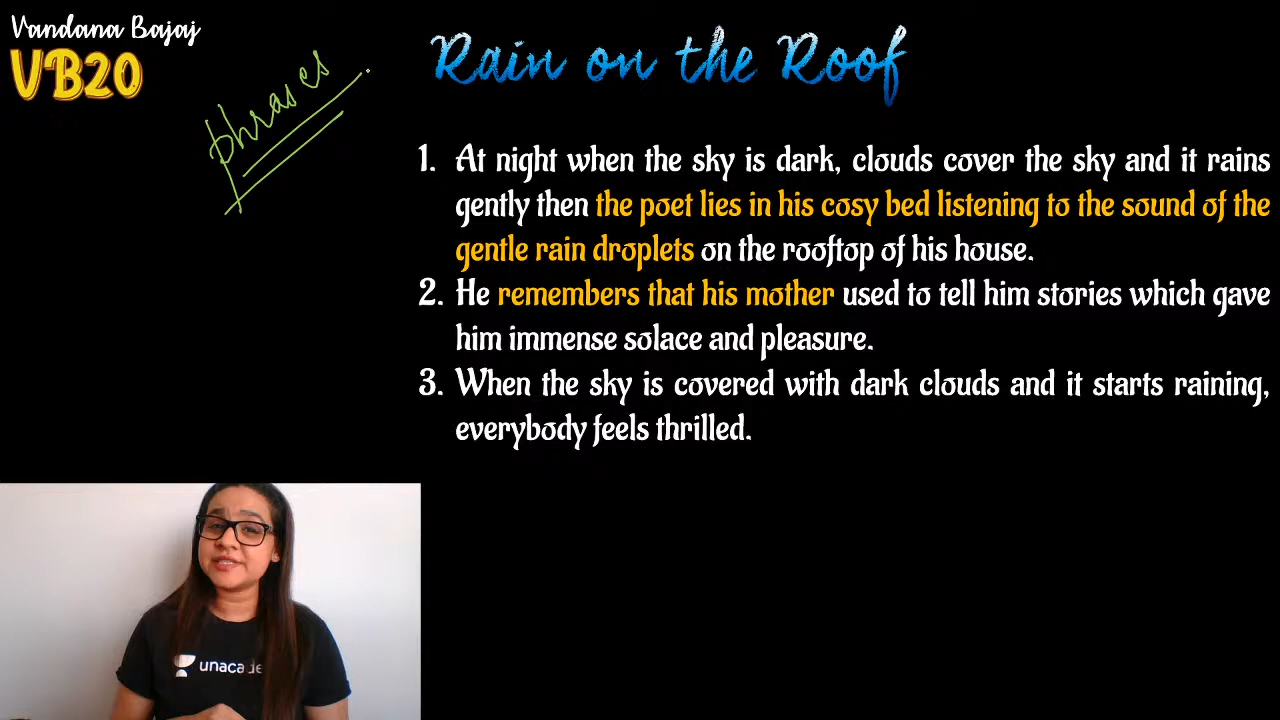 Vandana Bajaj
VB20
phrases
Rain on the Roof
1. At night when the sky is dark, clouds cover the sky and it rains
gently then the poet lies in his cosy bed listening to the sound of the
gentle rain droplets on the rooftop of his house.
2. He remembers that his mother used to tell him stories which gave
him immense solace and pleasure.
3. When the sky is covered with dark clouds and it starts raining,
everybody feels thrilled.
unacade